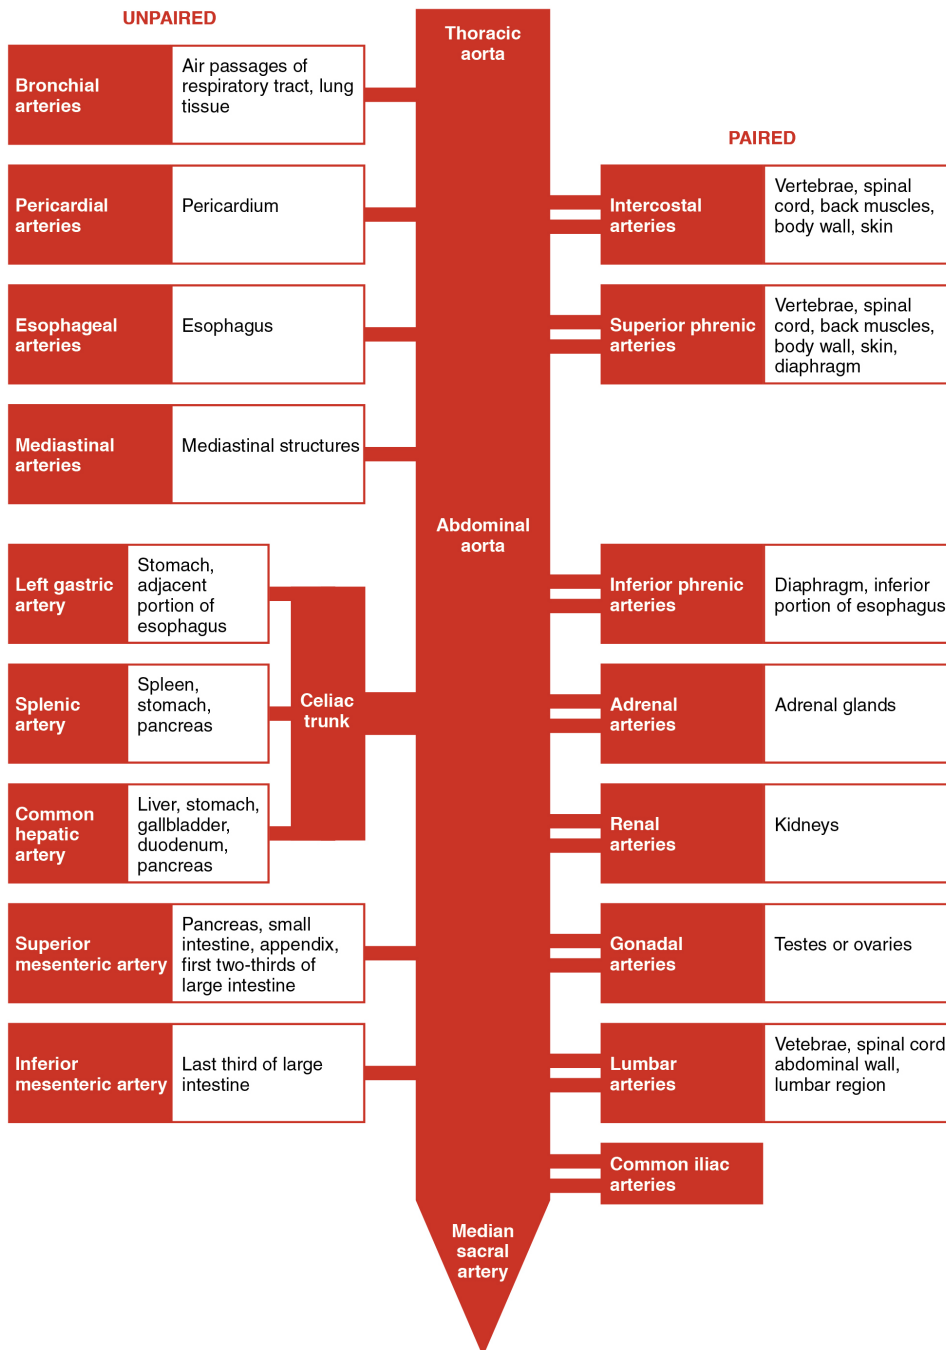 UNPAIRED
Thoracic
aorta
Bronchial
arteries
Air passages of
respiratory tract, lung
tissue
PAIRED
Pericardial
arteries
Pericardium
Intercostal
arteries
Vertebrae, spinal
cord, back muscles,
body wall, skin
Esophageal
arteries
Esophagus
Superior phrenic
arteries
Vertebrae, spinal
cord, back muscles,
body wall, skin,
diaphragm
Mediastinal
arteries
Mediastinal structures
Abdominal
aorta
Left gastric
artery
Stomach,
adjacent
portion of
esophagus
Inferior phrenic
arteries
Diaphragm, inferior
portion of esophagus
Splenic
artery
Spleen,
stomach,
pancreas
Celiac
trunk
Adrenal
arteries
Adrenal glands
Common
hepatic
artery
Liver, stomach,
gallbladder,
duodenum,
pancreas
Renal
arteries
Kidneys
Superior
mesenteric artery
Pancreas, small
intestine, appendix,
first two-thirds of
large intestine
Gonadal
arteries
Testes or ovaries
Inferior
mesenteric artery
Last third of large
intestine
Lumbar
arteries
Vetebrae, spinal cord
abdominal wall,
lumbar region
Common iliac
arteries
Median
sacral
artery